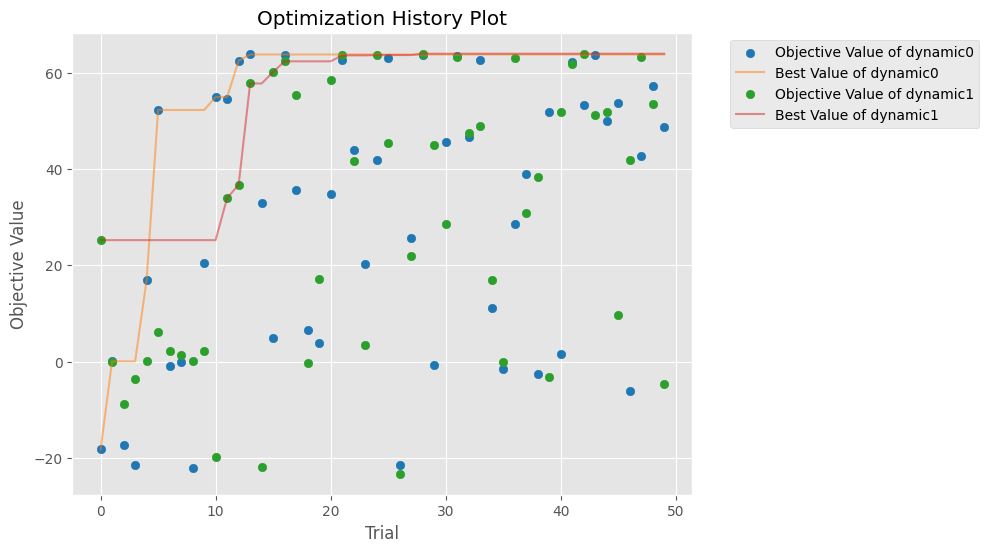 Optimization History Plot
Objective Value
60
40
20
0
−20
0 10 20 30 40 50
Trial
Objective Value of dynamic0
Best Value of dynamic0
Objective Value of dynamic1
Best Value of dynamic1